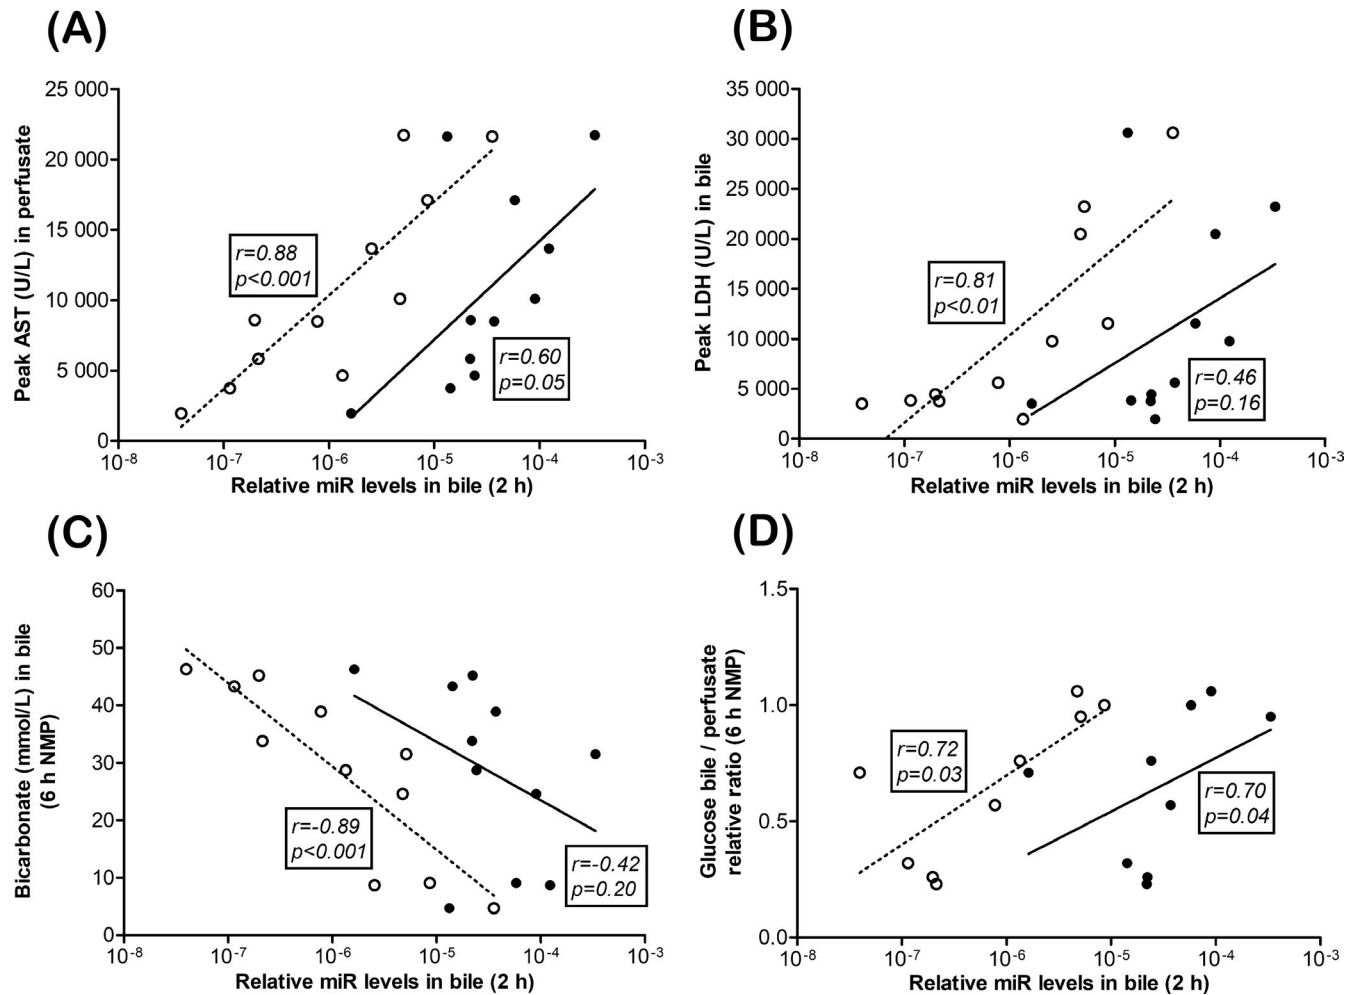 (A)
Peak AST (U/L) in perfusate
25 000
20 000
15 000
10 000
5 000
0
r=0.88
p<0.001
r=0.60
p=0.05
10-8 10-7 10-6 10-5 10-4 10-3
Relative miR levels in bile (2 h)
(B)
Peak LDH (U/L) in bile
35 000
30 000
25 000
20 000
15 000
10 000
5 000
0
r=0.81
p<0.01
r=0.46
p=0.16
10-8 10-7 10-6 10-5 10-4 10-3
Relative miR levels in bile (2 h)
(C)
Bicarbonate (mmol/L) in bile
(6 h NMP)
60
50
40
30
20
10
0
r=-0.89
p<0.001
r=-0.42
p=0.20
10-8 10-7 10-6 10-5 10-4 10-3
Relative miR levels in bile (2 h)
(D)
Glucose bile / perfusate
relative ratio (6 h NMP)
1.5
1.0
0.5
0.0
r=0.72
p=0.03
r=0.70
p=0.04
10-8 10-7 10-6 10-5 10-4 10-3
Relative miR levels in bile (2 h)